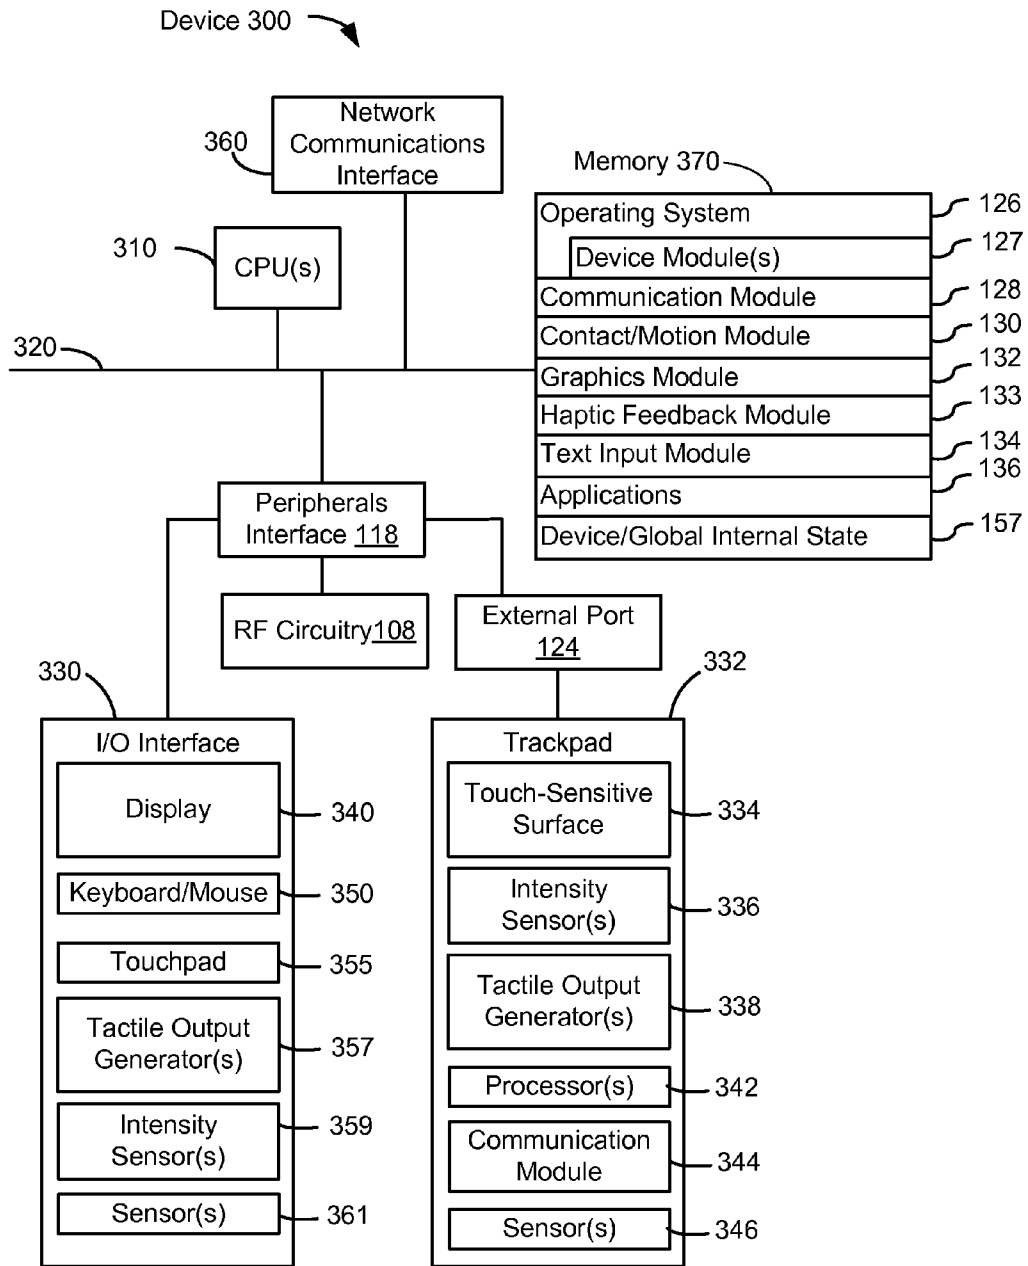 Device 300
Network
Communications
Interface
360
310
CPU(s)
320
Memory 370
Operating System
126
Device Module(s)
127
Communication Module
128
Contact/Motion Module
130
Graphics Module
132
Haptic Feedback Module
133
Text Input Module
134
Applications
136
Device/Global Internal State
157
Peripherals
Interface 118
RF Circuitry108
External Port
124
330
I/O Interface
Display
340
Keyboard/Mouse
350
Touchpad
355
Tactile Output
Generator(s)
357
Intensity
Sensor(s)
359
Sensor(s)
361
332
Trackpad
Touch-Sensitive
Surface
334
Intensity
Sensor(s)
336
Tactile Output
Generator(s)
338
Processor(s)
342
Communication
Module
344
Sensor(s)
346